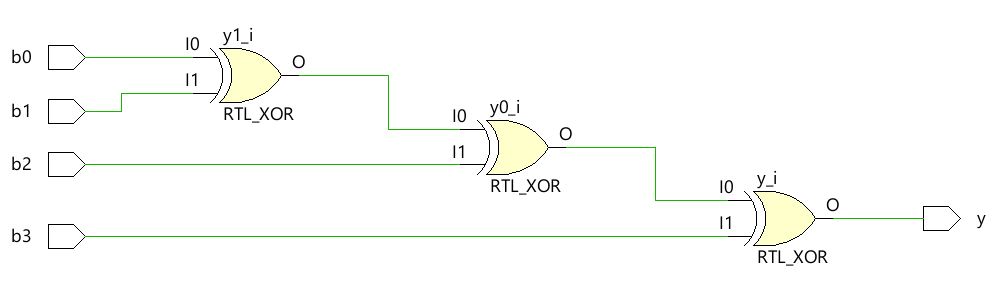 b0
I0
y1_i
O
b1
I1
RTL_XOR
I0
y0_i
O
b2
I1
RTL_XOR
I0
y_i
O
y
b3
I1
RTL_XOR